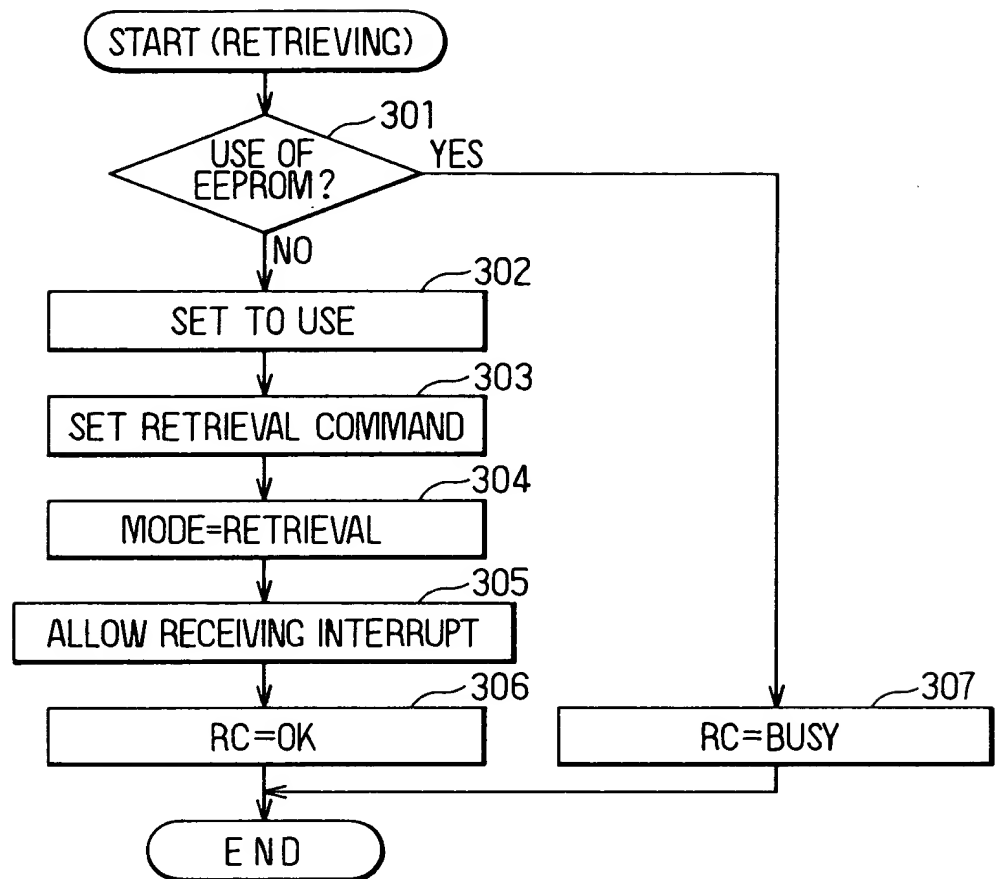 START (RETRIEVING)
301
USE OF
EEPROM?
YES
NO
302
SET TO USE
303
SET RETRIEVAL COMMAND
304
MODE=RETRIEVAL
305
ALLOW RECEIVING INTERRUPT
306
RC=OK
307
RC=BUSY
END